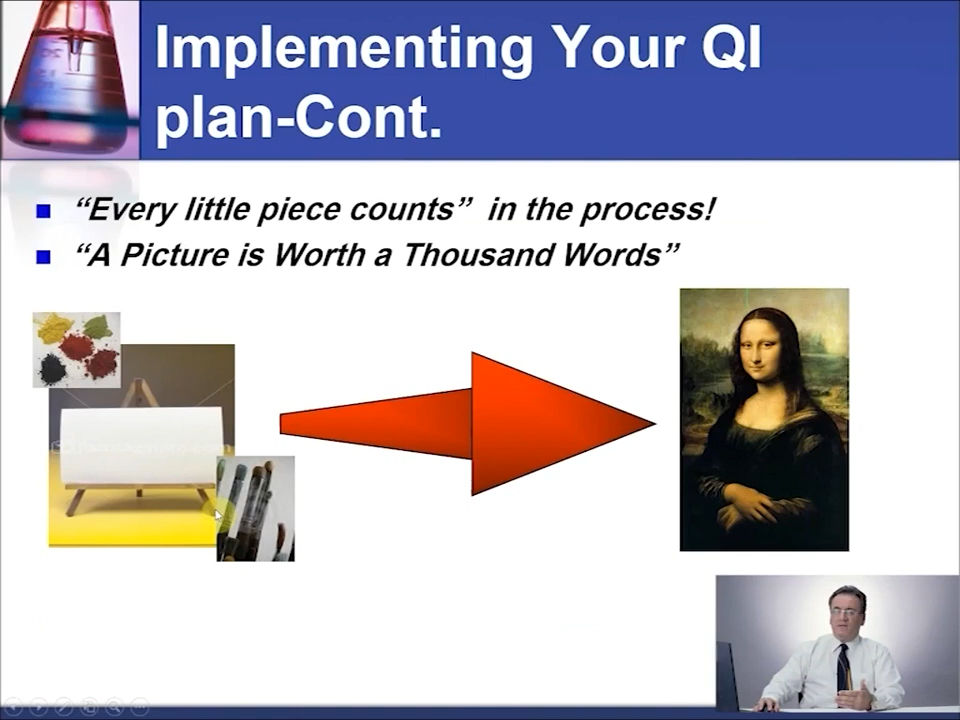 Implementing Your QI
plan-Cont.
“Every little piece counts”  in the process!
“A Picture is Worth a Thousand Words”